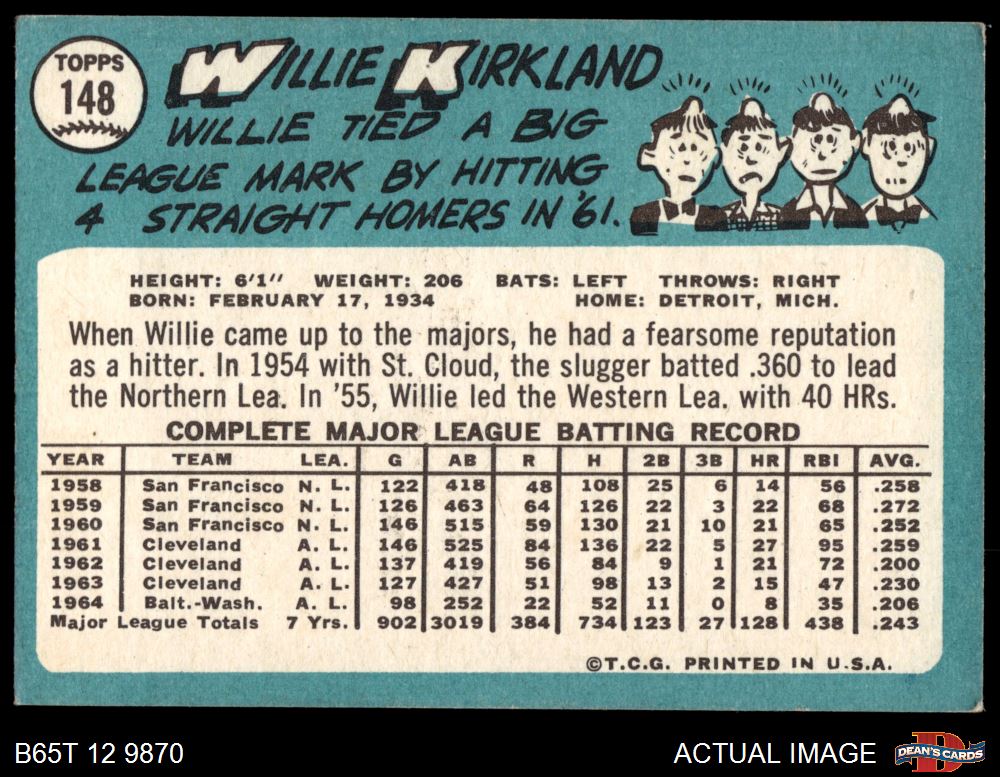 TOPPS
148
WILLIE KIRKLAND
WILLIE TIED A BIG
LEAGUE MARK BY HITTING
4 STRAIGHT HOMERS IN '61.
HEIGHT: 6'1" WEIGHT: 206 BATS: LEFT THROWS: RIGHT
BORN: FEBRUARY 17, 1934 HOME: DETROIT, MICH.
When Willie came up to the majors, he had a fearsome reputation
as a hitter. In 1954 with St. Cloud, the slugger batted .360 to lead
the Northern Lea. In '55, Willie led the Western Lea. with 40 HRs.
COMPLETE MAJOR LEAGUE BATTING RECORD
YEAR TEAM LEA. G AB R H 2B 3B HR RBI AVG.
1958 San Francisco N. L. 122 418 48 108 25 6 14 56 .258
1959 San Francisco N. L. 126 463 64 126 22 3 22 68 .272
1960 San Francisco N. L. 146 515 59 130 21 10 21 65 .252
1961 Cleveland A. L. 146 525 84 136 22 5 27 95 .259
1962 Cleveland A. L. 137 419 56 84 9 1 21 72 .200
1963 Cleveland A. L. 127 427 51 98 13 2 15 47 .230
1964 Balt.-Wash. A. L. 98 252 22 52 11 0 8 35 .206
Major League Totals 7 Yrs. 902 3019 384 734 123 27 128 438 .243
©T.C.G. PRINTED IN U.S.A.
B65T 12 9870 ACTUAL IMAGE DEAN'S CARDS